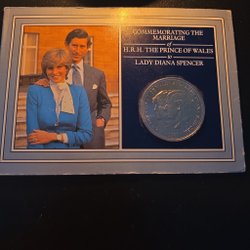 COMMEMORATING THE
MARRIAGE
of
H.R.H. THE PRINCE OF WALES
to
LADY DIANA SPENCER